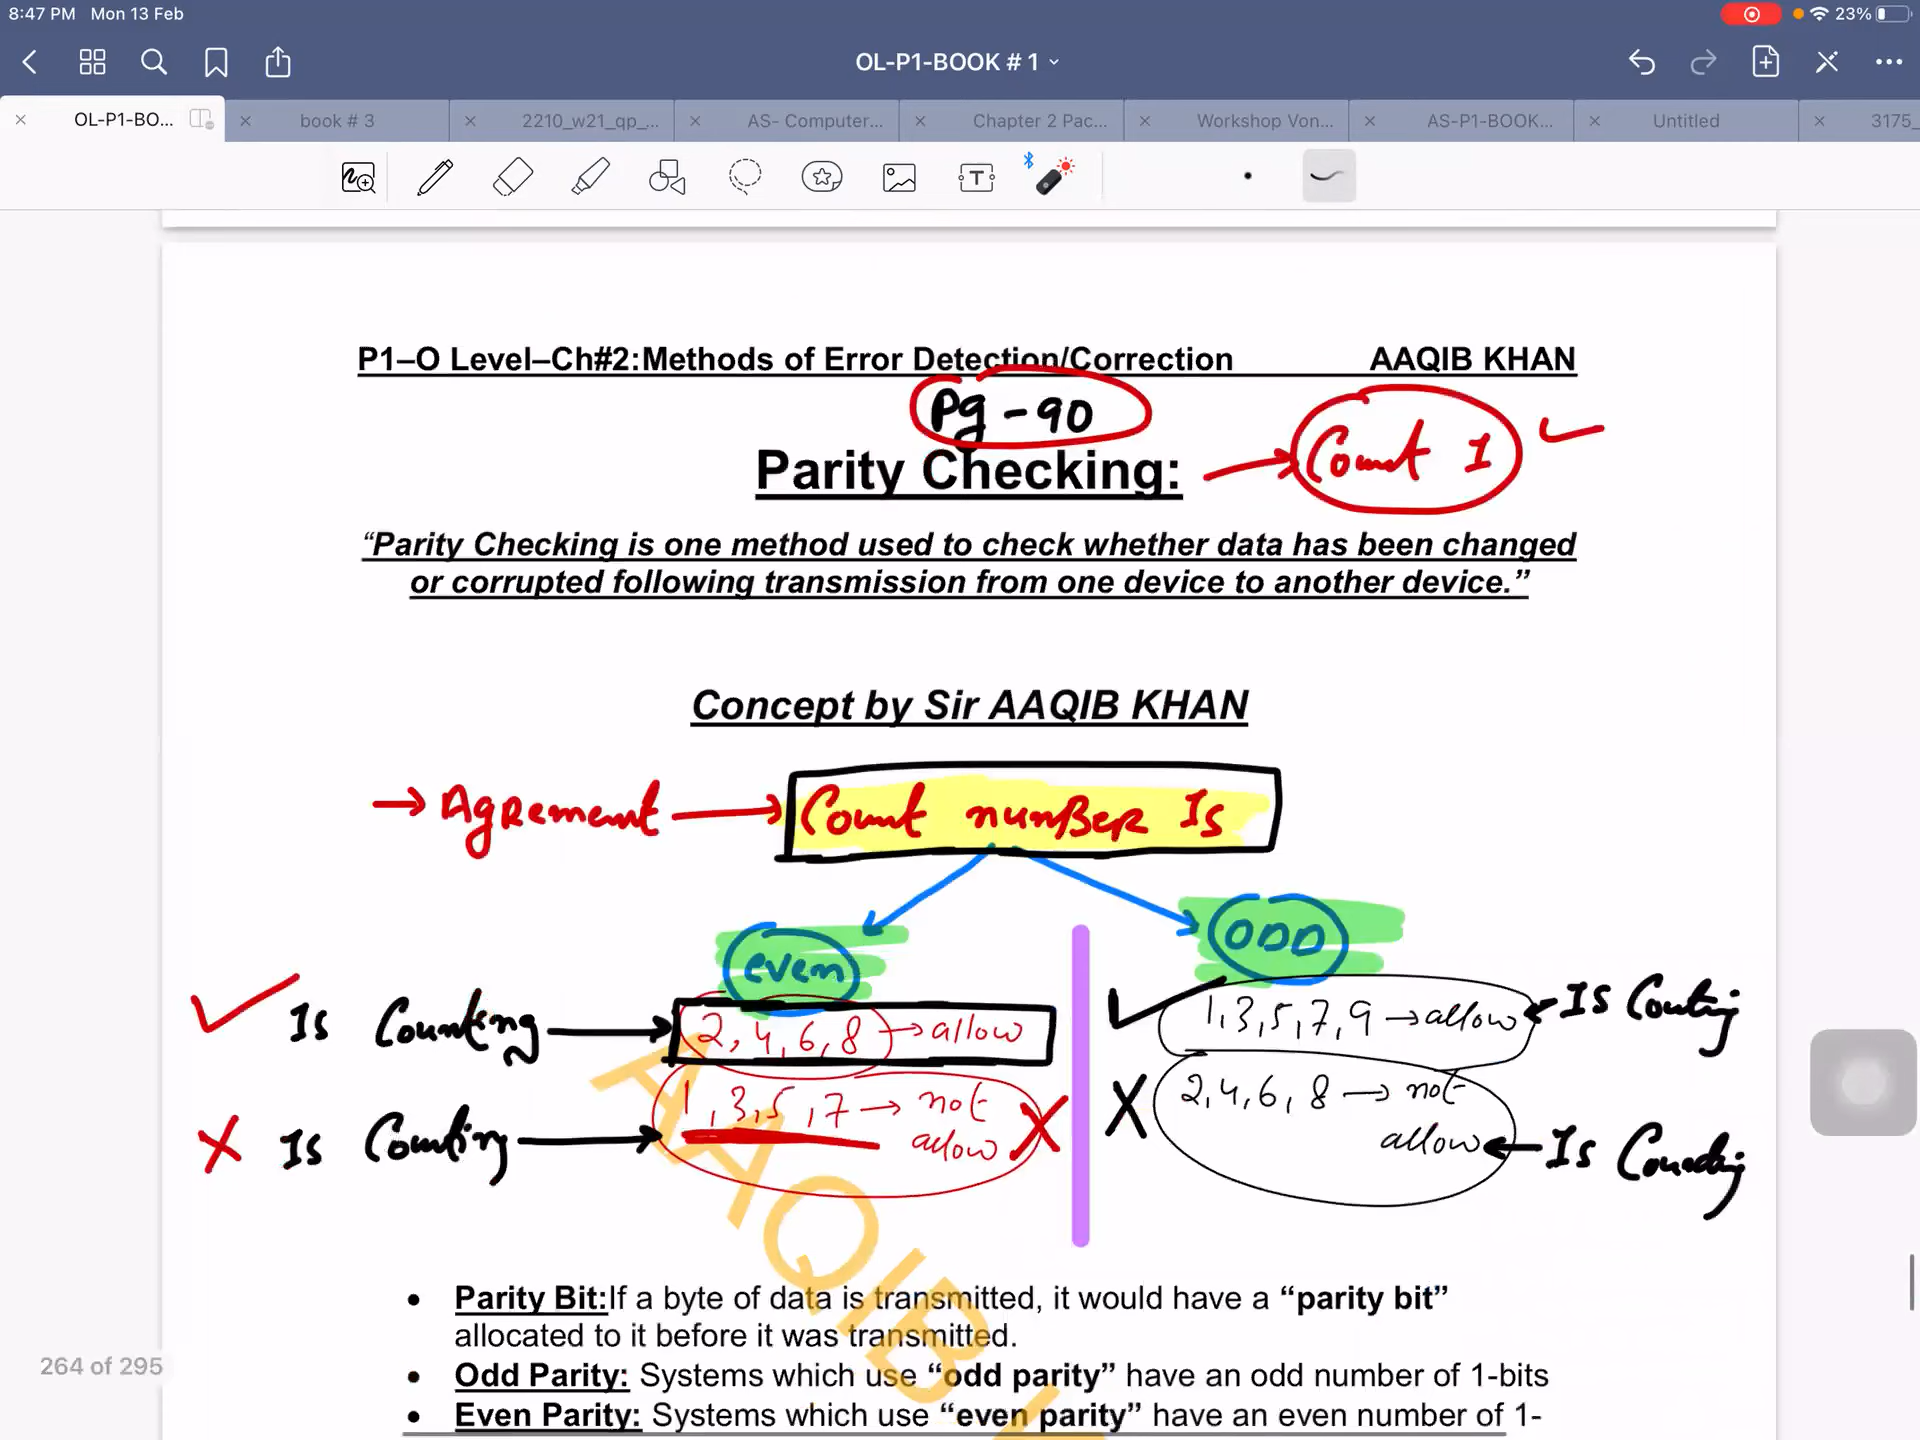 8:47 PM Mon 13 Feb
23%
OL-P1-BOOK # 1
OL-P1-BO...
book # 3
2210_w21_qp_...
AS- Computer...
Chapter 2 Pac...
Workshop Von...
AS-P1-BOOK...
Untitled
3175_
P1–O Level–Ch#2:Methods of Error Detection/Correction AAQIB KHAN
Pg - 90
Parity Checking: → Count 1
“Parity Checking is one method used to check whether data has been changed
or corrupted following transmission from one device to another device.”
Concept by Sir AAQIB KHAN
→ Agrement → Count number 1s
even
ODD
1s Counting → 2, 4, 6, 8 → allow
1, 3, 5, 7, 9 → allow ← 1s Couting
1s Counting → 1, 3, 5, 7 → not
allow
2, 4, 6, 8 → not
allow ← 1s Counting
AAQIB K
• Parity Bit:If a byte of data is transmitted, it would have a “parity bit”
allocated to it before it was transmitted.
264 of 295
• Odd Parity: Systems which use “odd parity” have an odd number of 1-bits
• Even Parity: Systems which use “even parity” have an even number of 1-